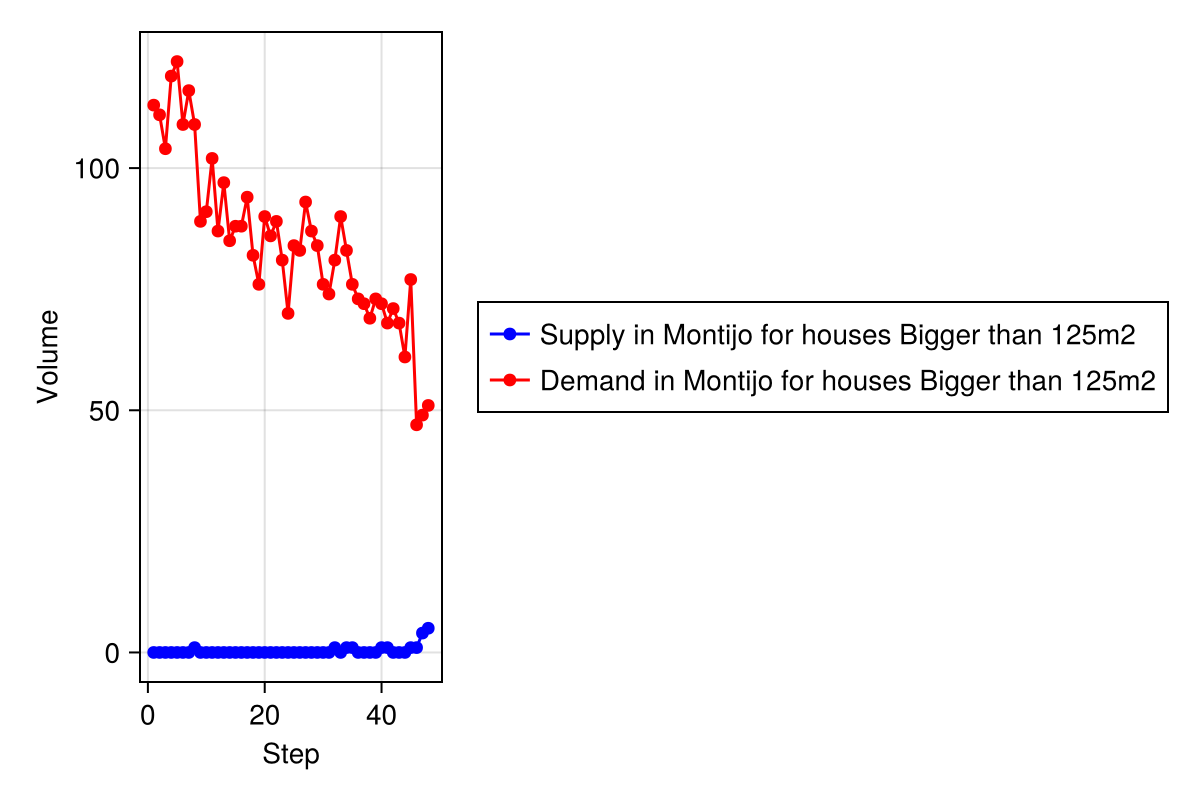 Volume
100
50
0
0 20 40
Step
Supply in Montijo for houses Bigger than 125m2
Demand in Montijo for houses Bigger than 125m2